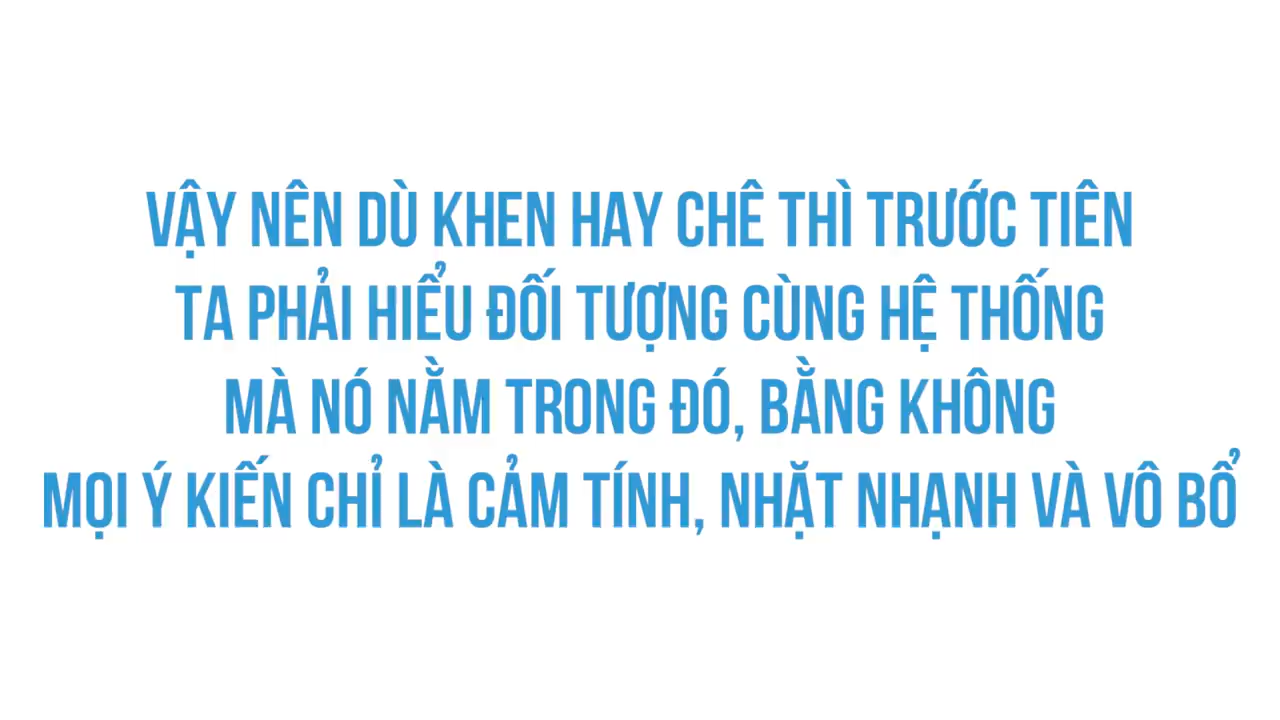 VẬY NÊN DÙ KHEN HAY CHÊ THÌ TRƯỚC TIÊN
TA PHẢI HIỂU ĐỐI TƯỢNG CÙNG HỆ THỐNG
MÀ NÓ NẰM TRONG ĐÓ, BẰNG KHÔNG
MỌI Ý KIẾN CHỈ LÀ CẢM TÍNH, NHẶT NHẠNH VÀ VÔ BỔ